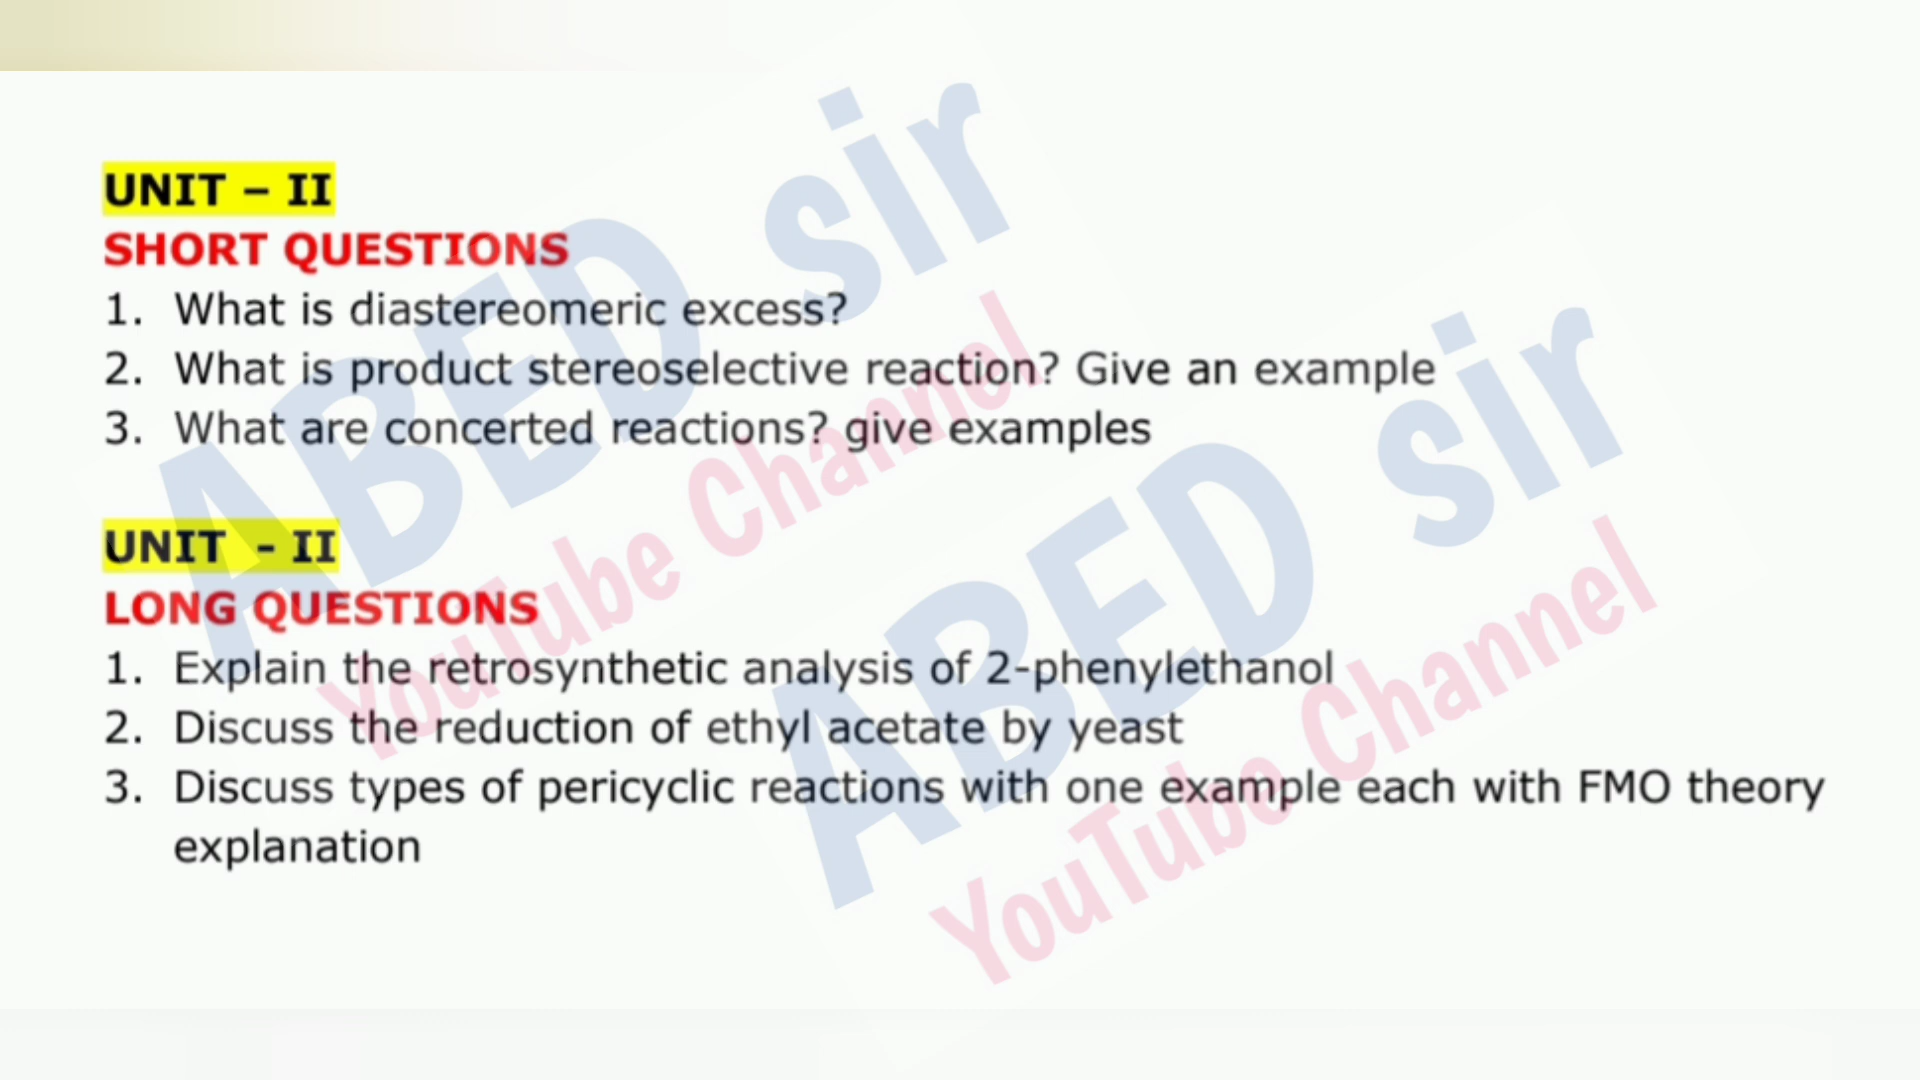 UNIT – II
SHORT QUESTIONS
1. What is diastereomeric excess?
2. What is product stereoselective reaction? Give an example
3. What are concerted reactions? give examples
UNIT - II
LONG QUESTIONS
1. Explain the retrosynthetic analysis of 2-phenylethanol
2. Discuss the reduction of ethyl acetate by yeast
3. Discuss types of pericyclic reactions with one example each with FMO theory
explanation
ABED sir
YouTube Channel
ABED sir
YouTube Channel